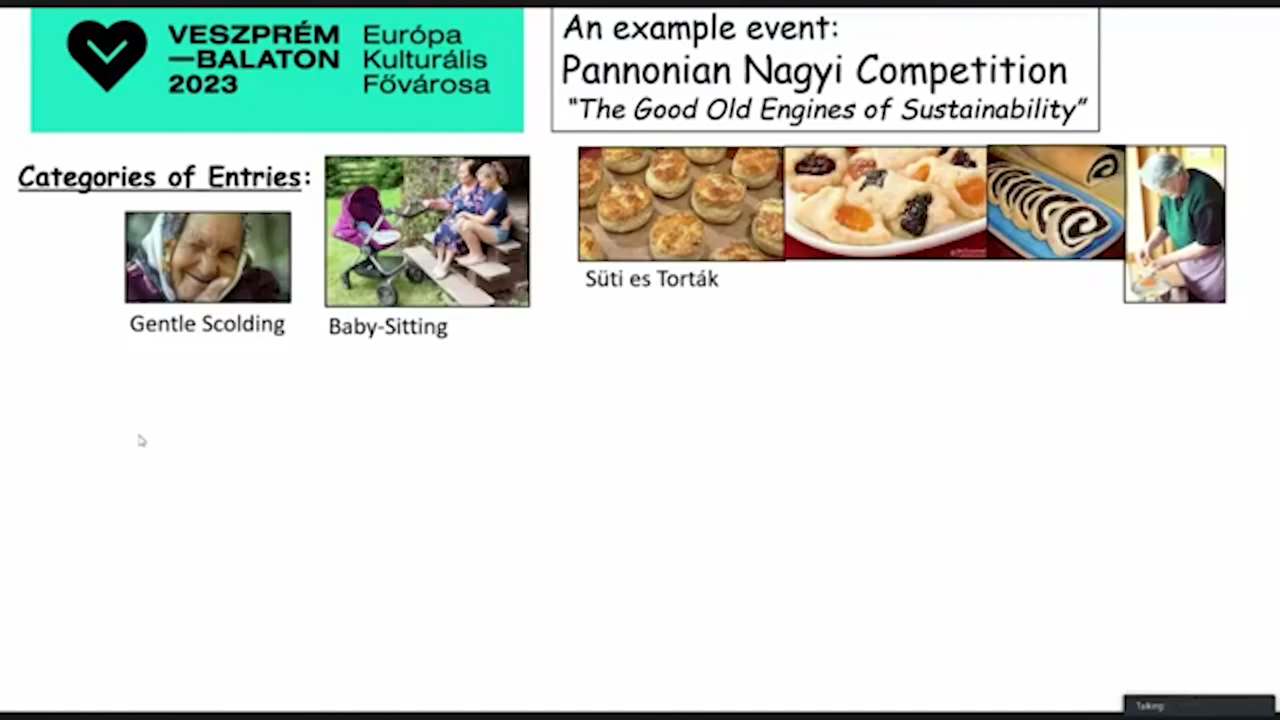 VESZPRÉM
—BALATON
2023
Európa
Kulturális
Fővárosa
An example event:
Pannonian Nagyi Competition
"The Good Old Engines of Sustainability"
Categories of Entries:
Gentle Scolding
Baby-Sitting
Süti es Torták
Talking: